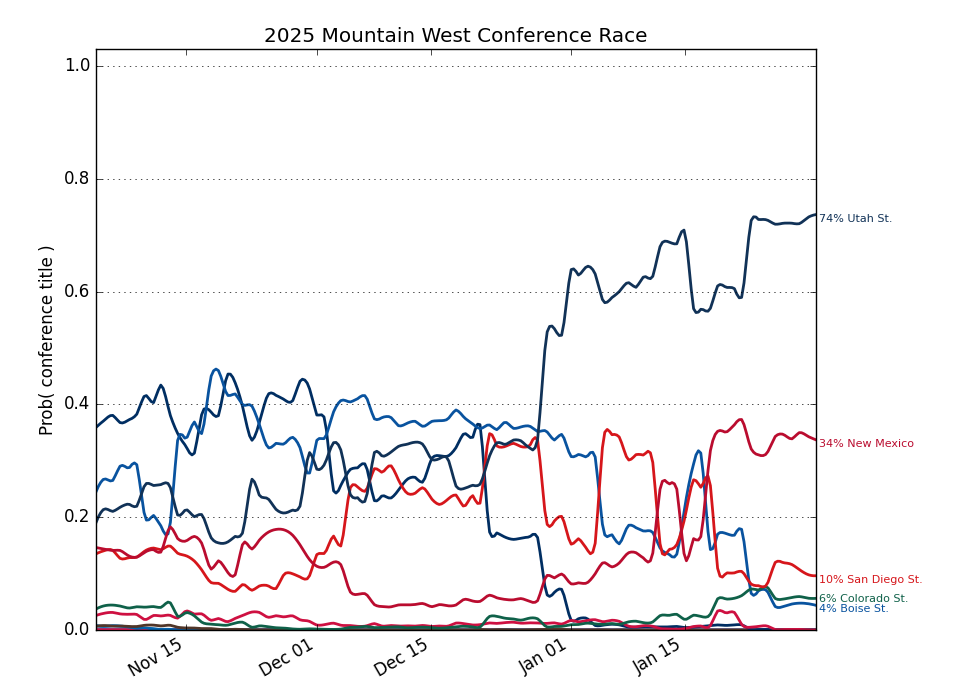 2025 Mountain West Conference Race
Prob( conference title )
1.0
0.8
0.6
0.4
0.2
0.0
Nov 15
Dec 01
Dec 15
Jan 01
Jan 15
74% Utah St.
34% New Mexico
10% San Diego St.
6% Colorado St.
4% Boise St.